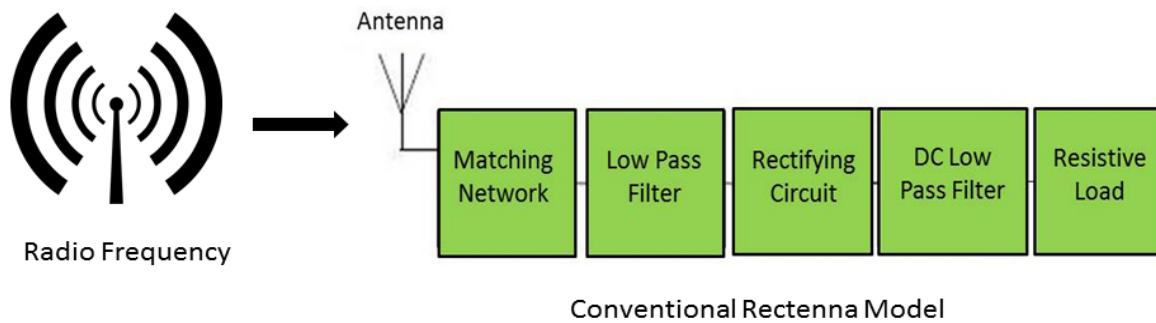 Antenna
Matching
Network
Low Pass
Filter
Rectifying
Circuit
DC Low
Pass Filter
Resistive
Load
Radio Frequency
Conventional Rectenna Model